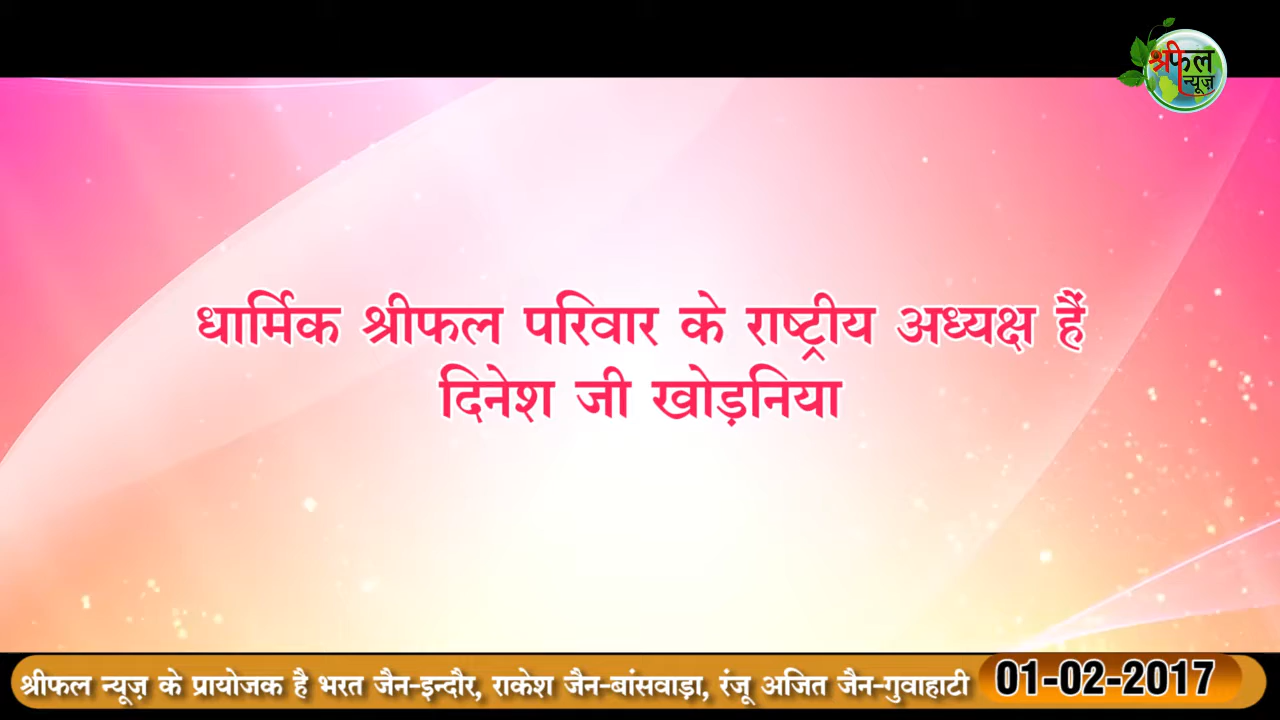 श्रीफल
न्यूज़
धार्मिक श्रीफल परिवार के राष्ट्रीय अध्यक्ष हैं
दिनेश जी खोड़निया
श्रीफल न्यूज़ के प्रायोजक है भरत जैन-इन्दौर, राकेश जैन-बांसवाड़ा, रंजू अजित जैन-गुवाहाटी
01-02-2017